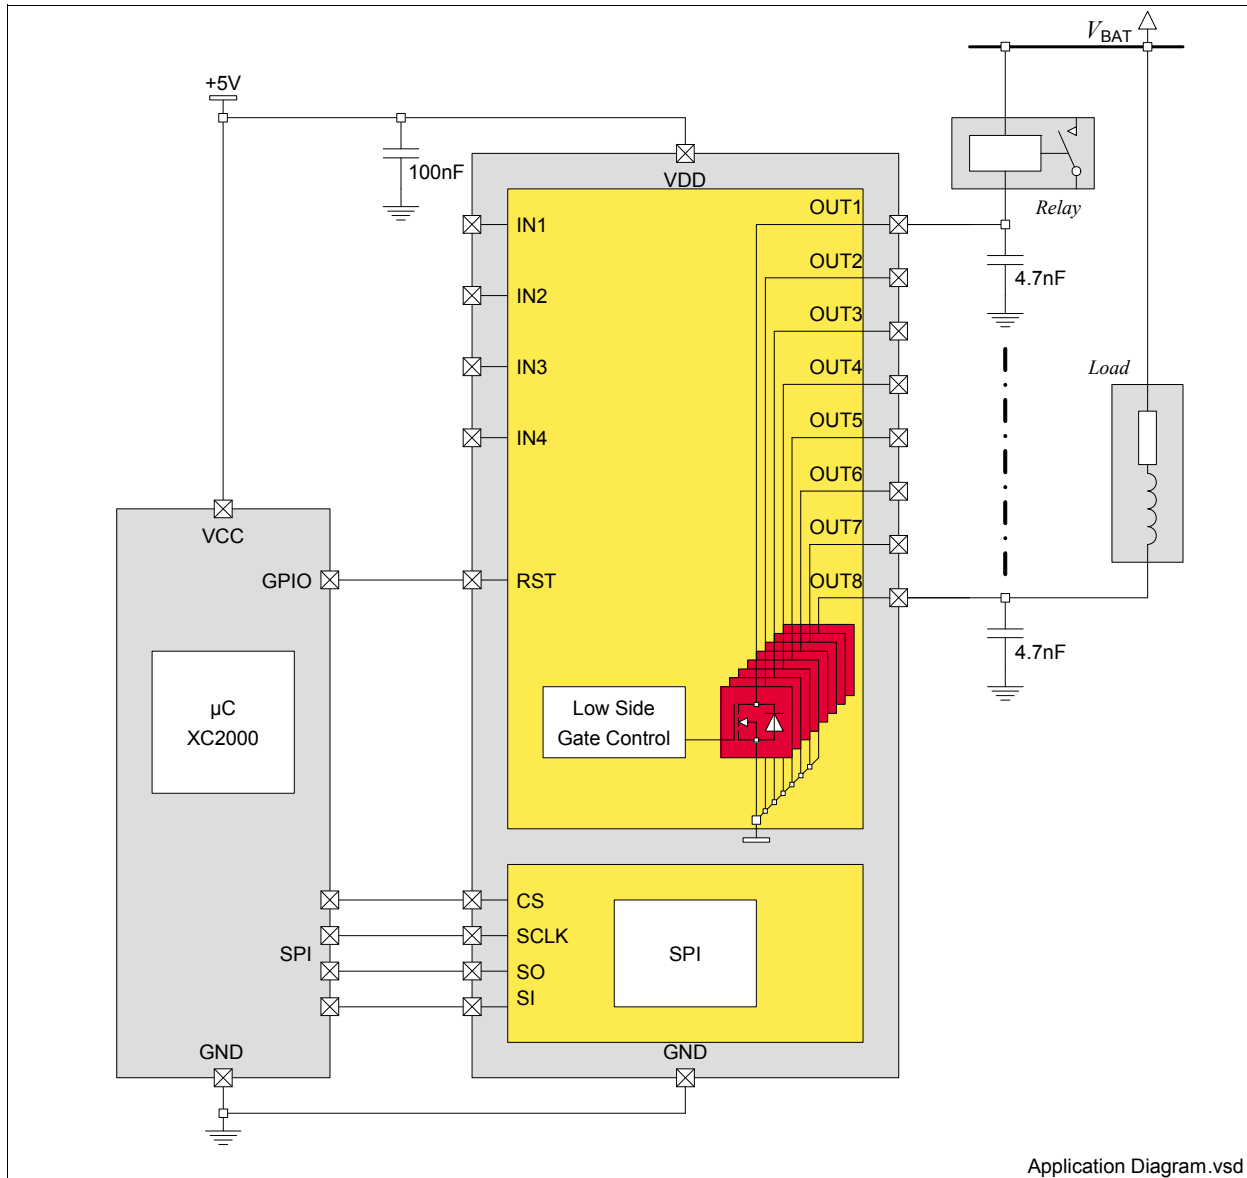 V BAT
+5V
100nF
VDD
IN1
IN2
IN3
IN4
OUT1
OUT2
OUT3
OUT4
OUT5
OUT6
OUT7
OUT8
Relay
4.7nF
Load
4.7nF
VCC
GPIO
RST
µC
XC2000
Low Side
Gate Control
CS
SCLK
SO
SI
SPI
SPI
GND
GND
Application Diagram.vsd